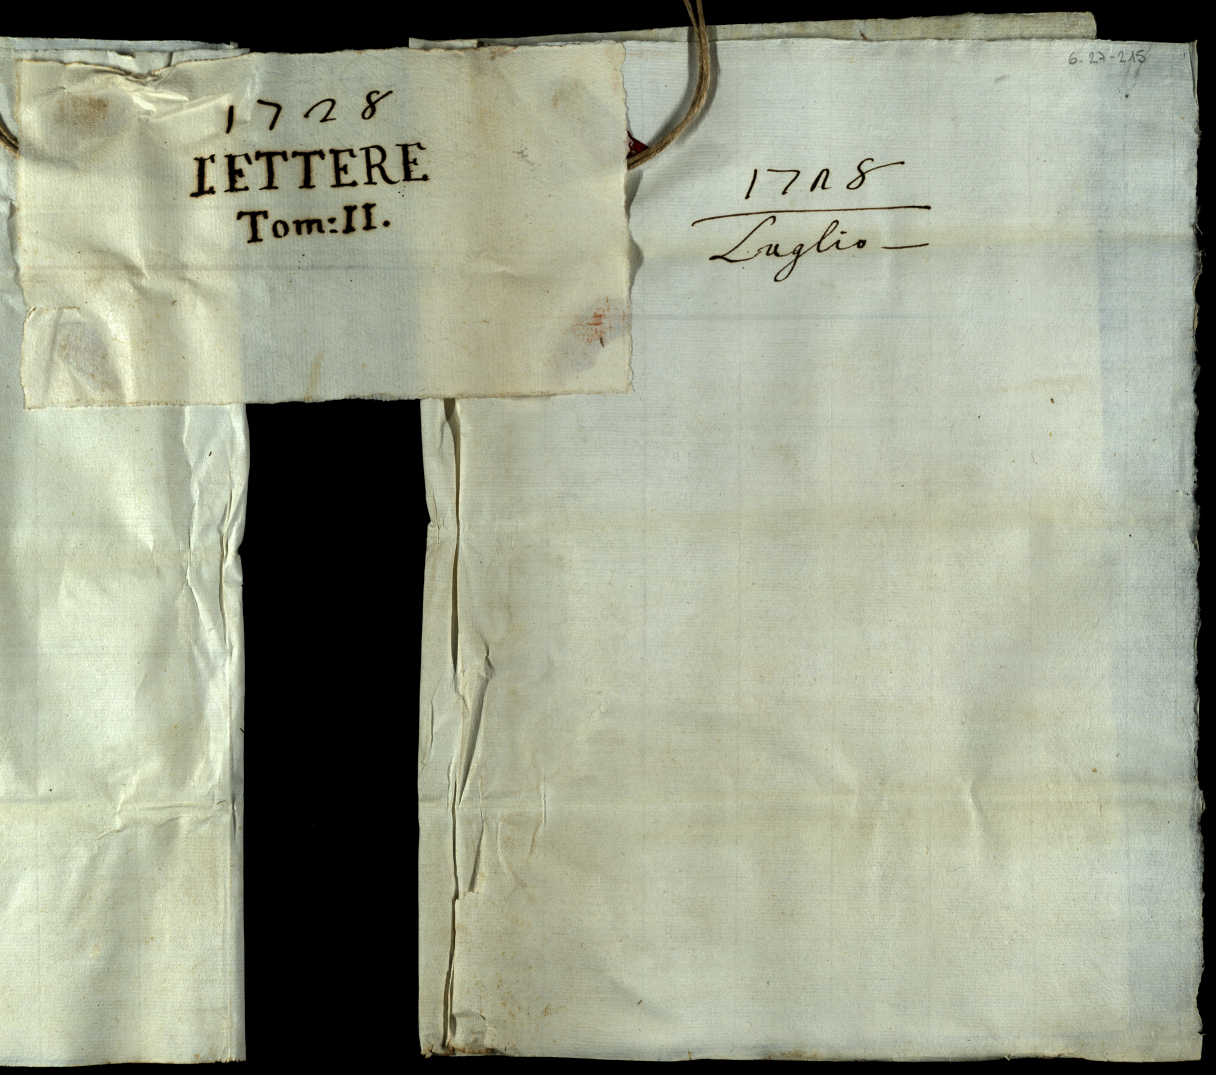 1728
LETTERE
Tom:II.
6-27-215
1728
Luglio